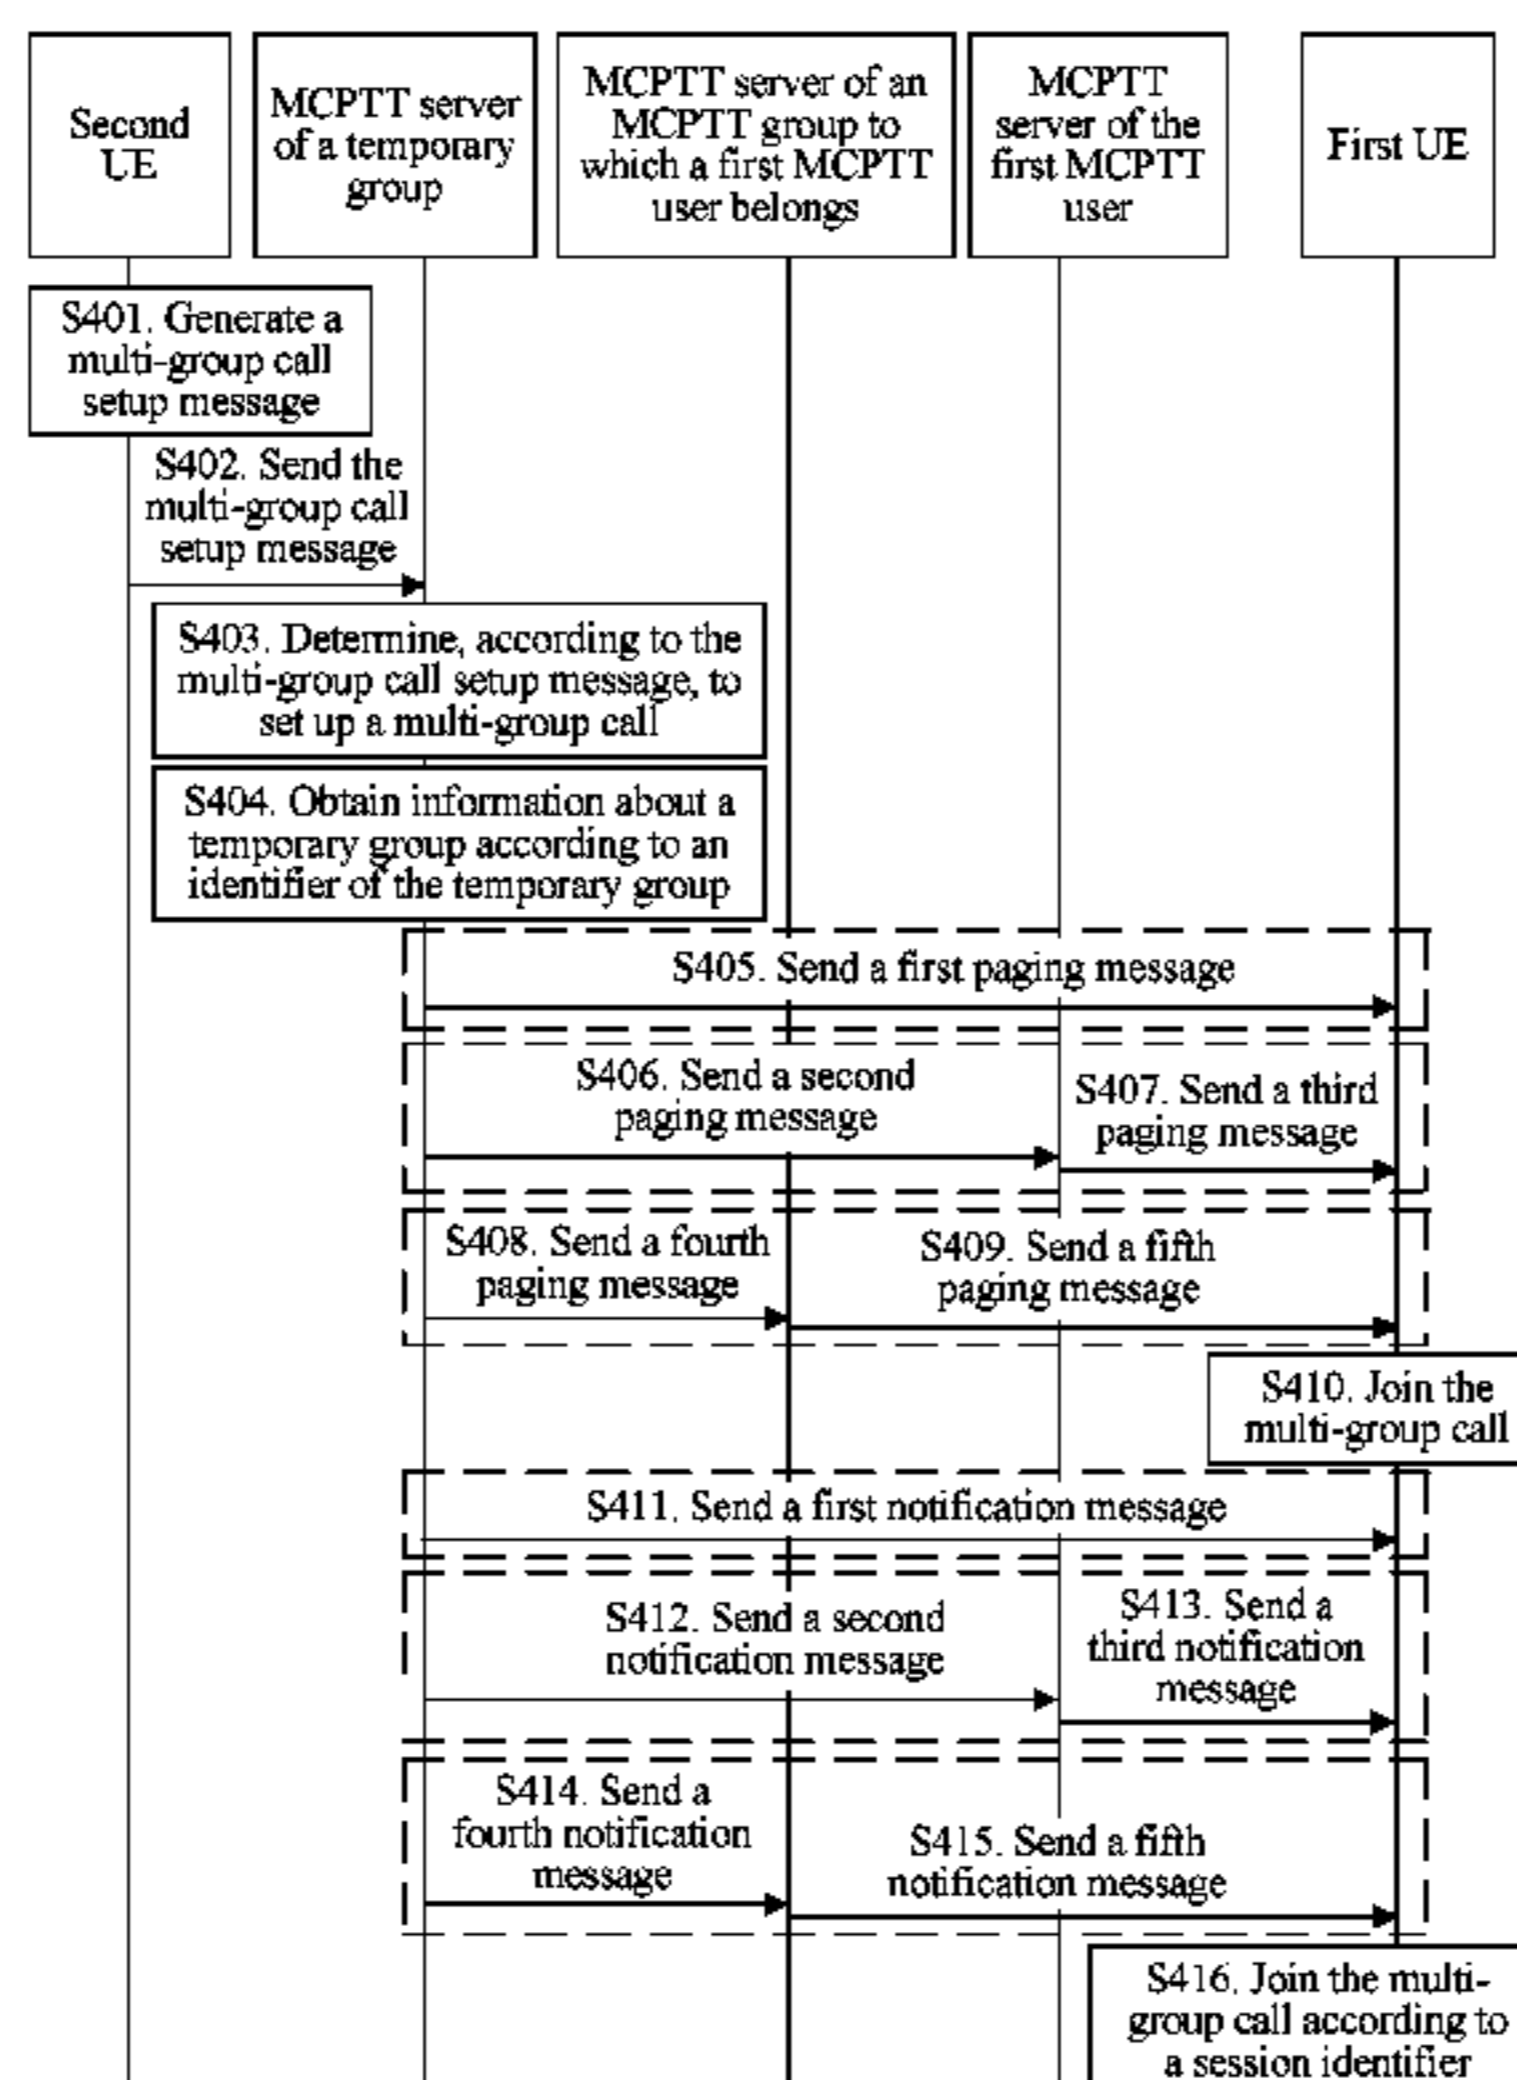 Second
UE
MCPTT server
of a temporary
group
MCPTT server of an
MCPTT group to
which a first MCPTT
user belongs
MCPTT
server of the
first MCPTT
user
First UE
S401. Generate a
multi-group call
setup message
S402. Send the
multi-group call
setup message
S403. Determine, according to the
multi-group call setup message, to
set up a multi-group call
S404. Obtain information about a
temporary group according to an
identifier of the temporary group
S405. Send a first paging message
S406. Send a second
paging message
S407. Send a third
paging message
S408. Send a fourth
paging message
S409. Send a fifth
paging message
S410. Join the
multi-group call
S411. Send a first notification message
S412. Send a second
notification message
S413. Send a
third notification
message
S414. Send a
fourth notification
message
S415. Send a fifth
notification message
S416. Join the multi-
group call according to
a session identifier